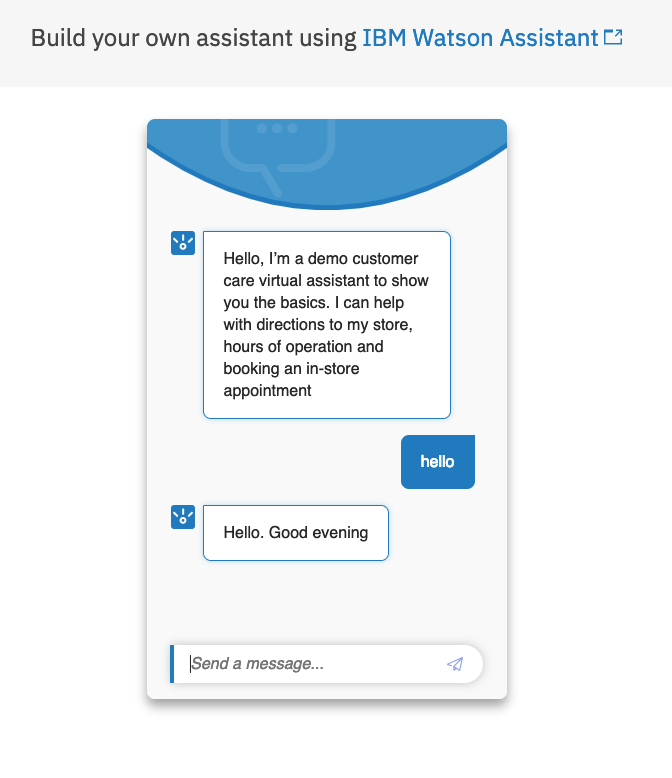 Build your own assistant using IBM Watson Assistant
Hello, I’m a demo customer
care virtual assistant to show
you the basics. I can help
with directions to my store,
hours of operation and
booking an in-store
appointment
hello
Hello. Good evening
Send a message...